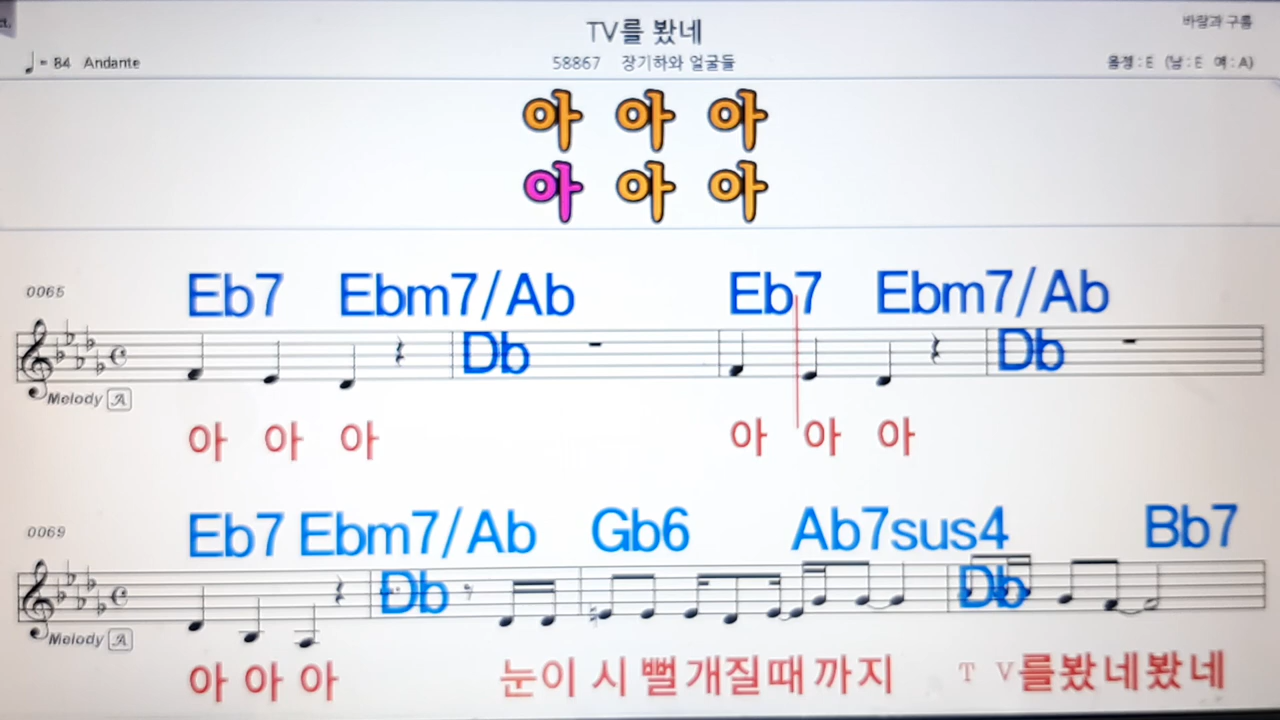 ct.
TV를 봤네
바람과 구름
♩= 84 Andante
58867 장기하와 얼굴들
음정 : E (남 : E 여 : A)
아 아 아
아 아 아
0065
Eb7 Ebm7/Ab Eb7 Ebm7/Ab
Db Db
Melody A
아 아 아 아 아 아
0069
Eb7 Ebm7/Ab Gb6 Ab7sus4 Bb7
Db Db
Melody A
아 아 아 눈이 시 뻘 개질때 까지 T V를봤네봤네